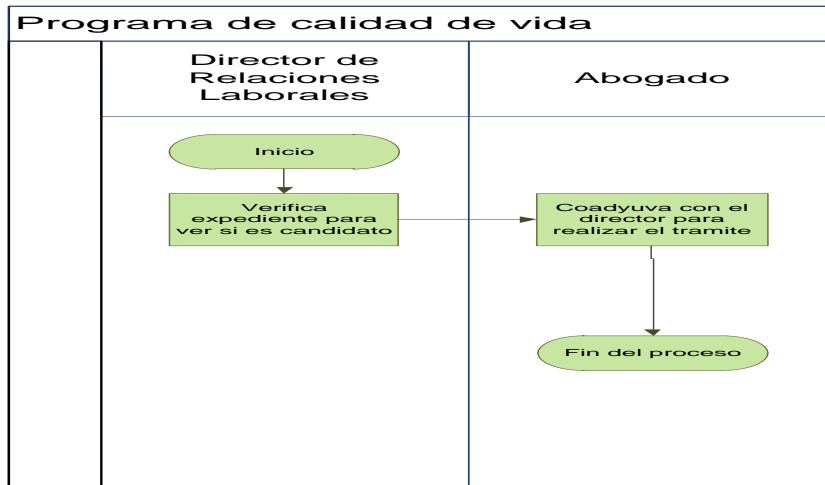 Programa de calidad de vida
Director de
Relaciones
Laborales
Abogado
Inicio
Verifica
expediente para
ver si es candidato
Coadyuva con el
director para
realizar el tramite
Fin del proceso